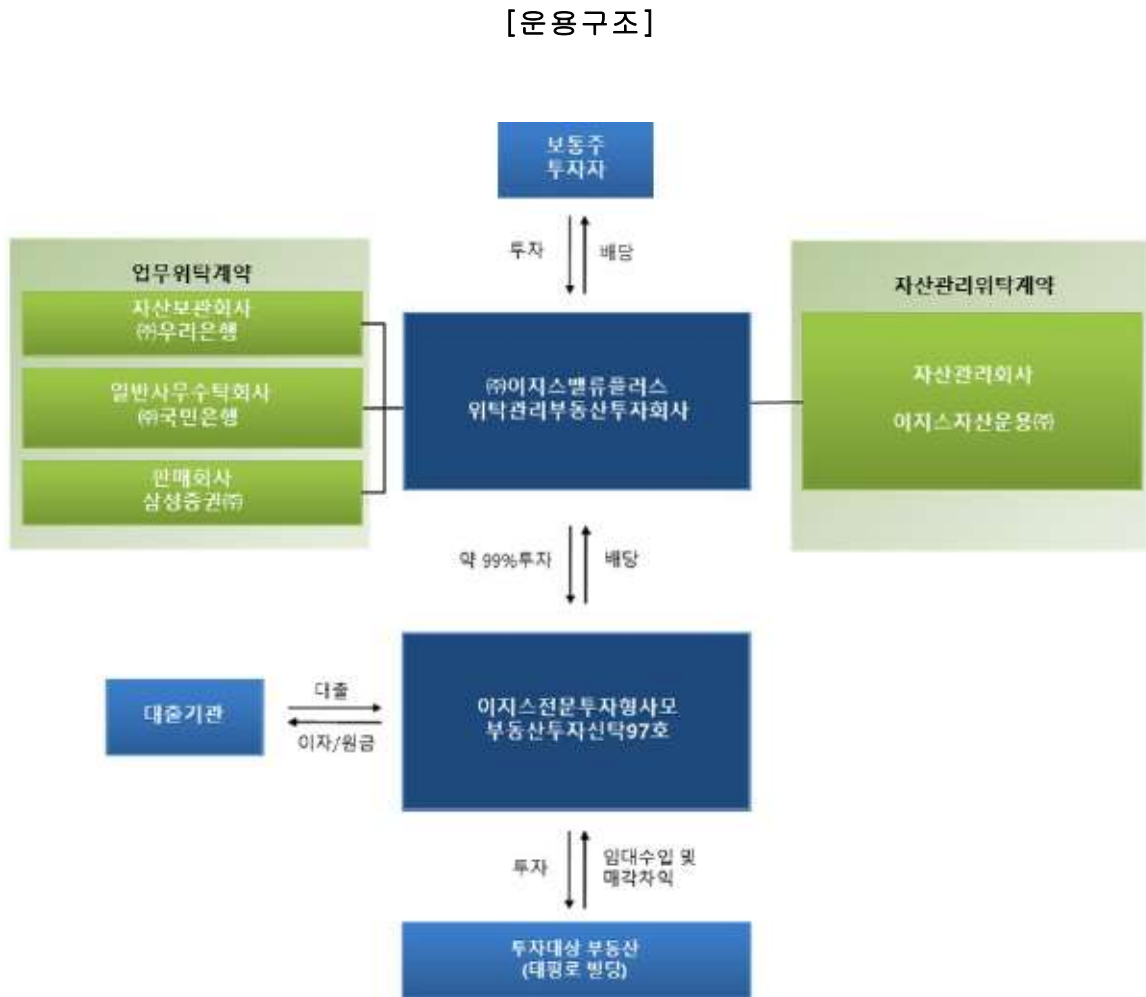 [운용구조]
보통주
투자자
투자
배당
업무위탁계약
자산보관회사
㈜우리은행
일반사무수탁회사
㈜국민은행
판매회사
삼성증권㈜
㈜이지스밸류플러스
위탁관리부동산투자회사
자산관리위탁계약
자산관리회사
이지스자산운용㈜
약 99%투자
배당
대출기관
대출
이자/원금
이지스전문투자형사모
부동산투자신탁97호
투자
임대수입 및
매각차익
투자대상 부동산
(태평로 빌딩)